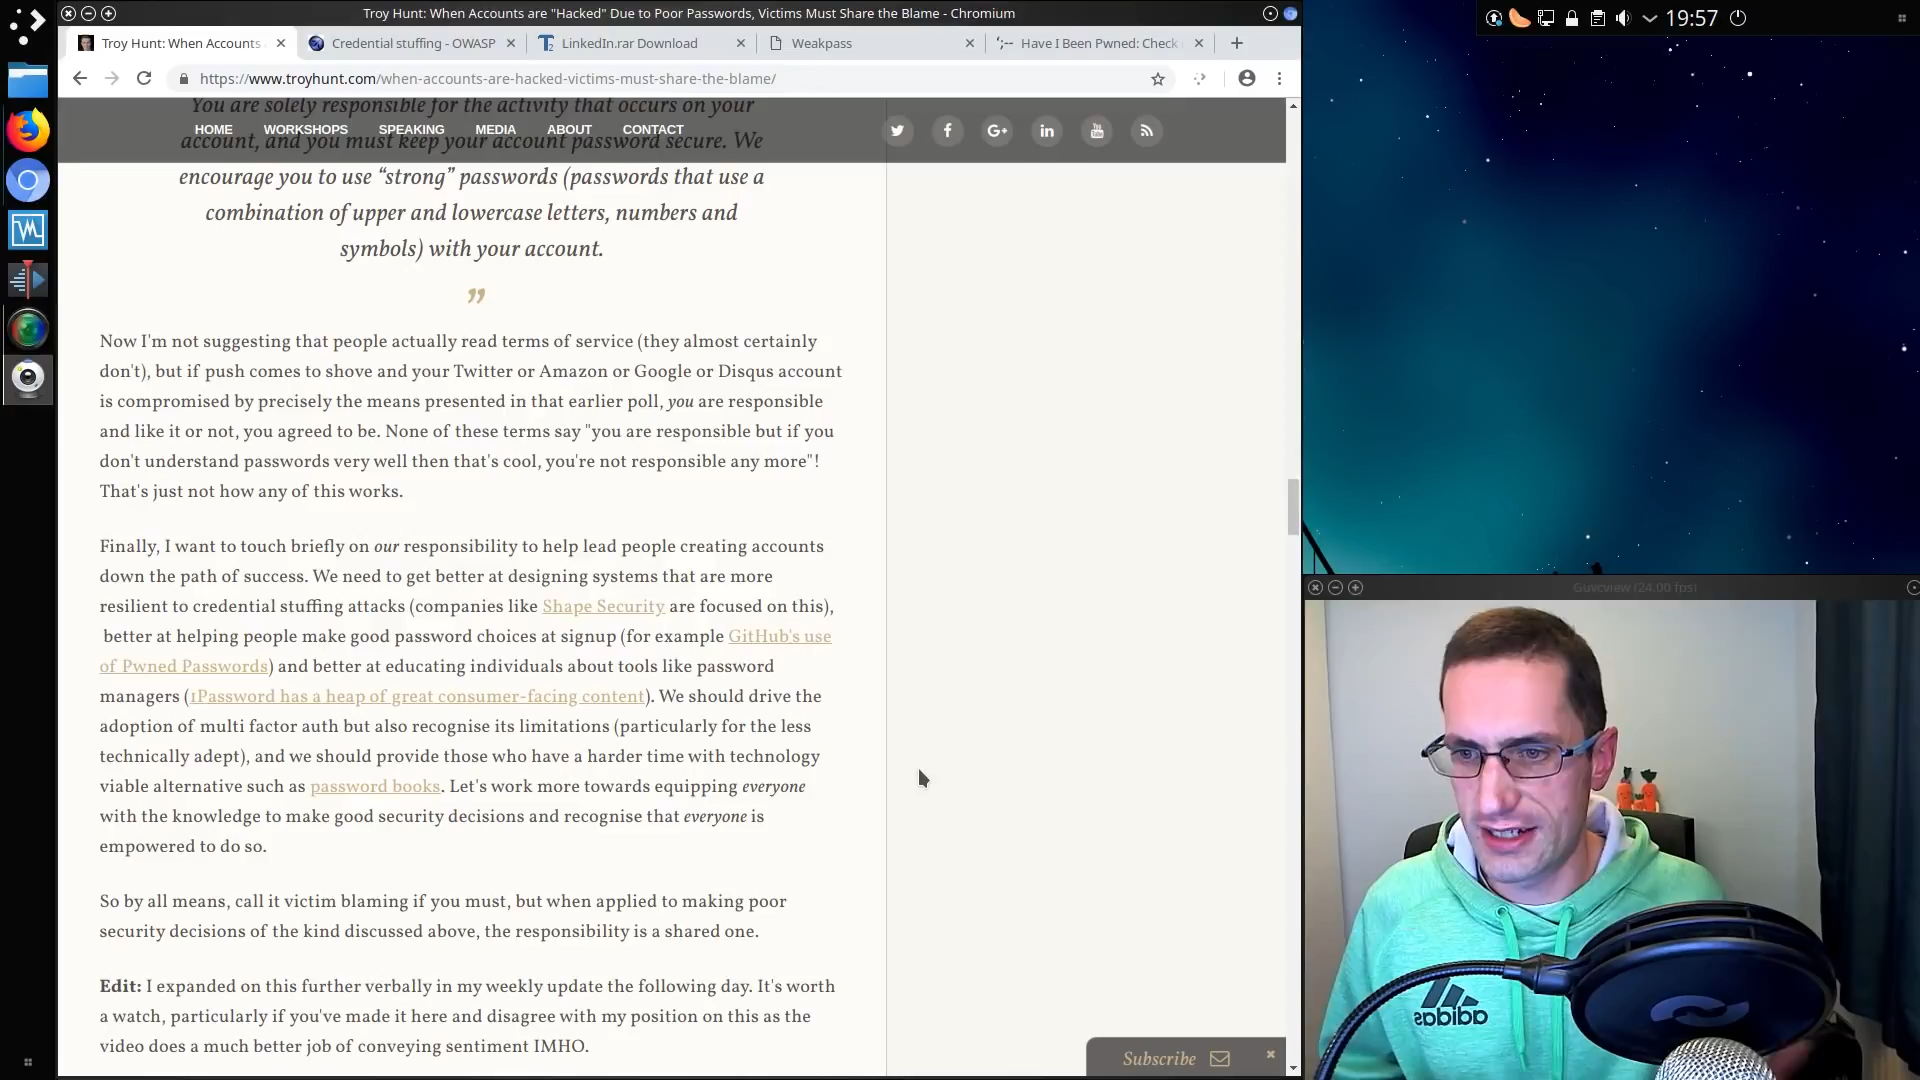 Troy Hunt: When Accounts are "Hacked" Due to Poor Passwords, Victims Must Share the Blame - Chromium
19:57
Troy Hunt: When Accounts
Credential stuffing - OWASP
LinkedIn.rar Download
Weakpass
Have I Been Pwned: Check
https://www.troyhunt.com/when-accounts-are-hacked-victims-must-share-the-blame/
You are solely responsible for the activity that occurs on your
HOME WORKSHOPS SPEAKING MEDIA ABOUT CONTACT
account, and you must keep your account password secure. We
encourage you to use “strong” passwords (passwords that use a
combination of upper and lowercase letters, numbers and
symbols) with your account.
”
Now I'm not suggesting that people actually read terms of service (they almost certainly
don't), but if push comes to shove and your Twitter or Amazon or Google or Disqus account
is compromised by precisely the means presented in that earlier poll, you are responsible
and like it or not, you agreed to be. None of these terms say "you are responsible but if you
don't understand passwords very well then that's cool, you're not responsible any more"!
That's just not how any of this works.
Finally, I want to touch briefly on our responsibility to help lead people creating accounts
down the path of success. We need to get better at designing systems that are more
resilient to credential stuffing attacks (companies like Shape Security are focused on this),
better at helping people make good password choices at signup (for example GitHub's use
of Pwned Passwords) and better at educating individuals about tools like password
managers (1Password has a heap of great consumer-facing content). We should drive the
adoption of multi factor auth but also recognise its limitations (particularly for the less
technically adept), and we should provide those who have a harder time with technology
viable alternative such as password books. Let's work more towards equipping everyone
with the knowledge to make good security decisions and recognise that everyone is
empowered to do so.
So by all means, call it victim blaming if you must, but when applied to making poor
security decisions of the kind discussed above, the responsibility is a shared one.
Edit: I expanded on this further verbally in my weekly update the following day. It's worth
a watch, particularly if you've made it here and disagree with my position on this as the
video does a much better job of conveying sentiment IMHO.
Subscribe
Guvcview (24.00 fps)
adidas